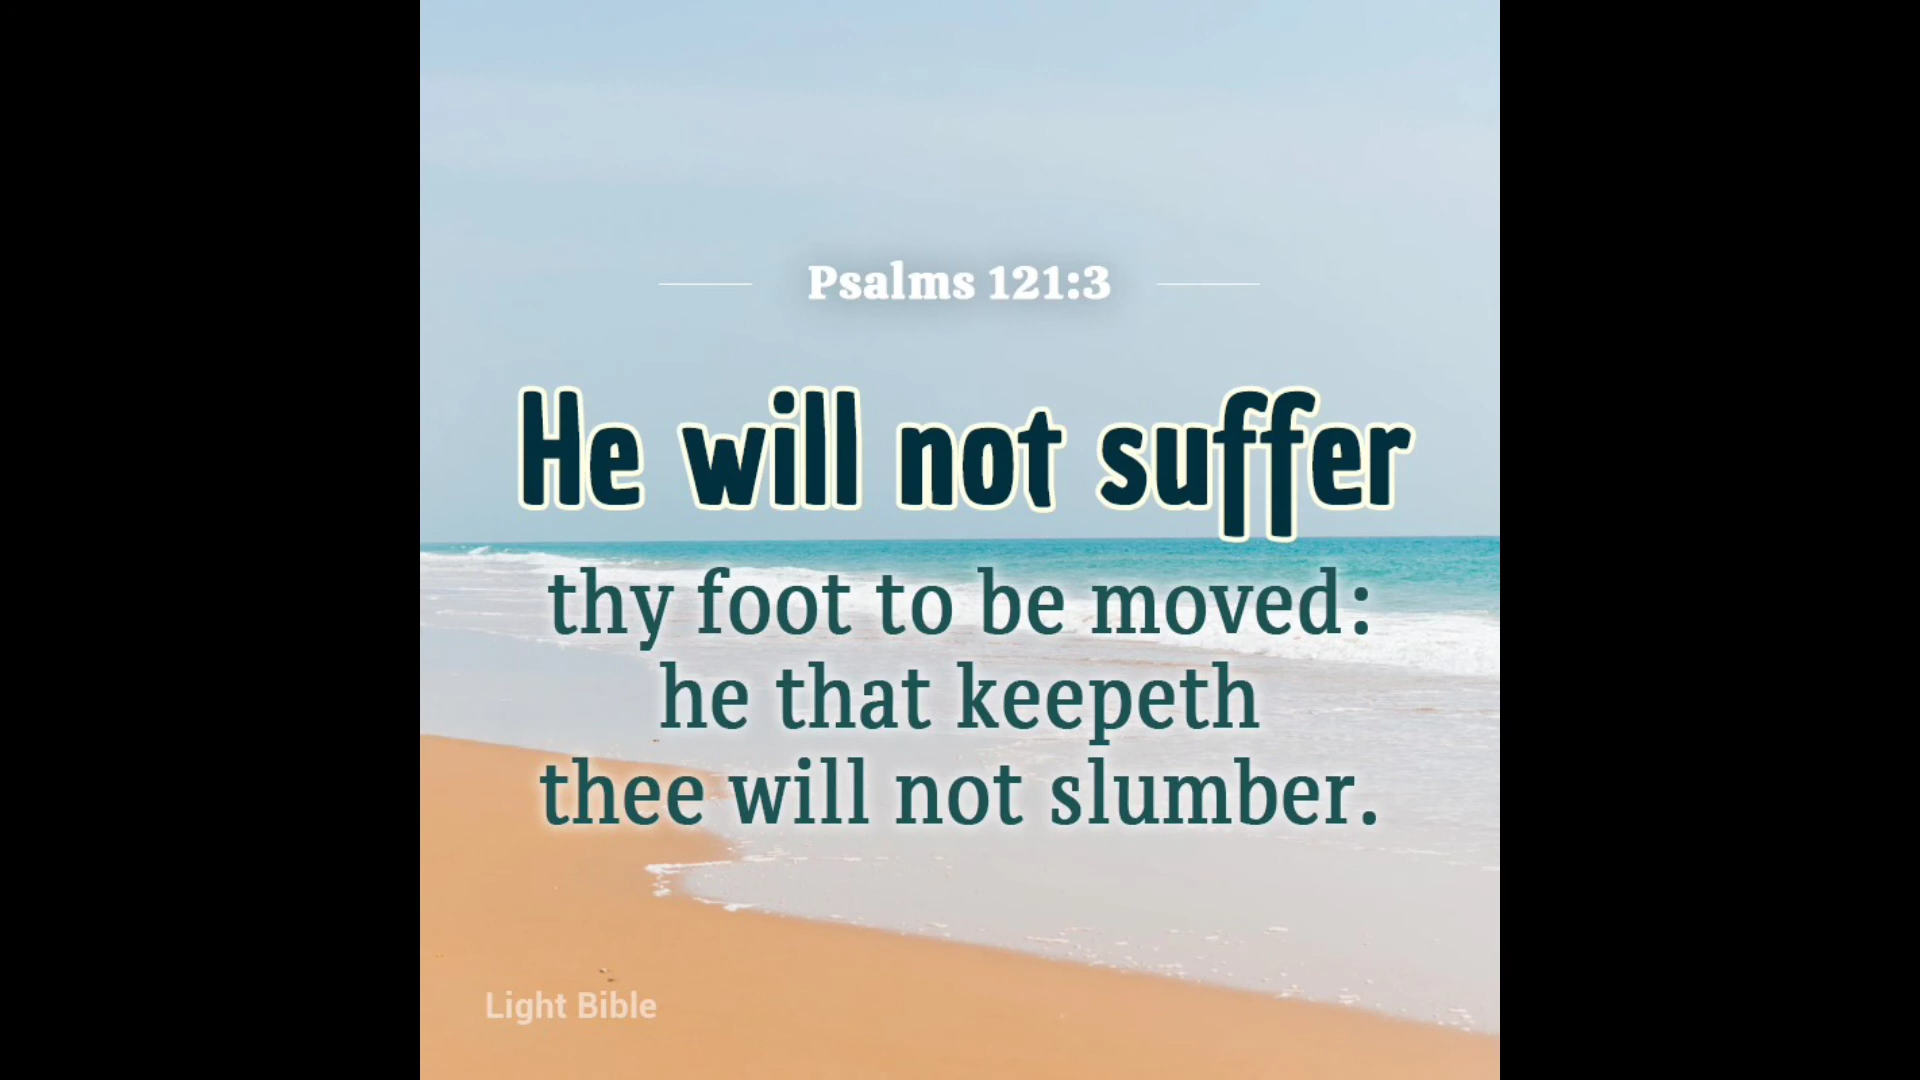 Psalms 121:3
He will not suffer
thy foot to be moved:
he that keepeth
thee will not slumber.
Light Bible